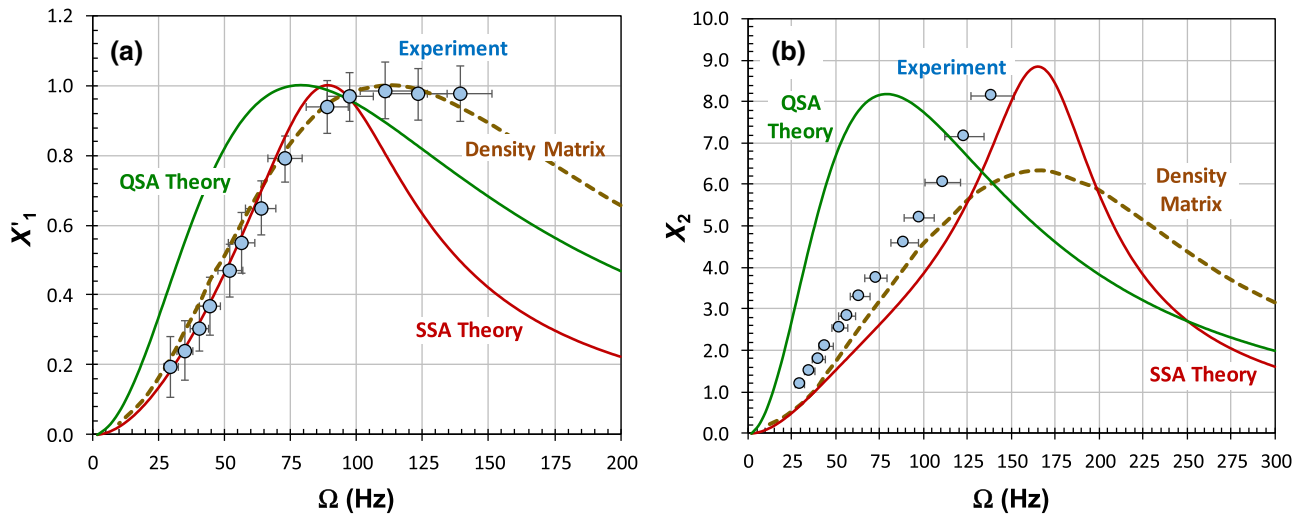 (a)
Experiment
Density Matrix
QSA Theory
SSA Theory
X'1
1.2
1.0
0.8
0.6
0.4
0.2
0.0
0 25 50 75 100 125 150 175 200
Ω (Hz)
(b)
Experiment
QSA
Theory
Density
Matrix
SSA Theory
X2
10.0
9.0
8.0
7.0
6.0
5.0
4.0
3.0
2.0
1.0
0.0
0 25 50 75 100 125 150 175 200 225 250 275 300
Ω (Hz)